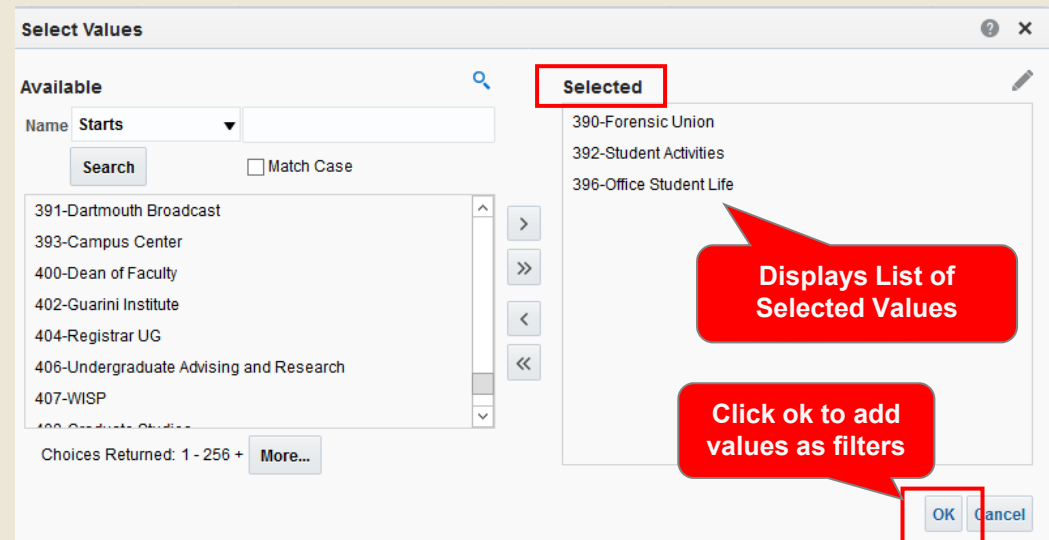 Select Values
Available
Name Starts
Search
Match Case
391-Dartmouth Broadcast
393-Campus Center
400-Dean of Faculty
402-Guarini Institute
404-Registrar UG
406-Undergraduate Advising and Research
407-WISP
Choices Returned: 1 - 256 + More...
Selected
390-Forensic Union
392-Student Activities
396-Office Student Life
Displays List of
Selected Values
Click ok to add
values as filters
OK Cancel